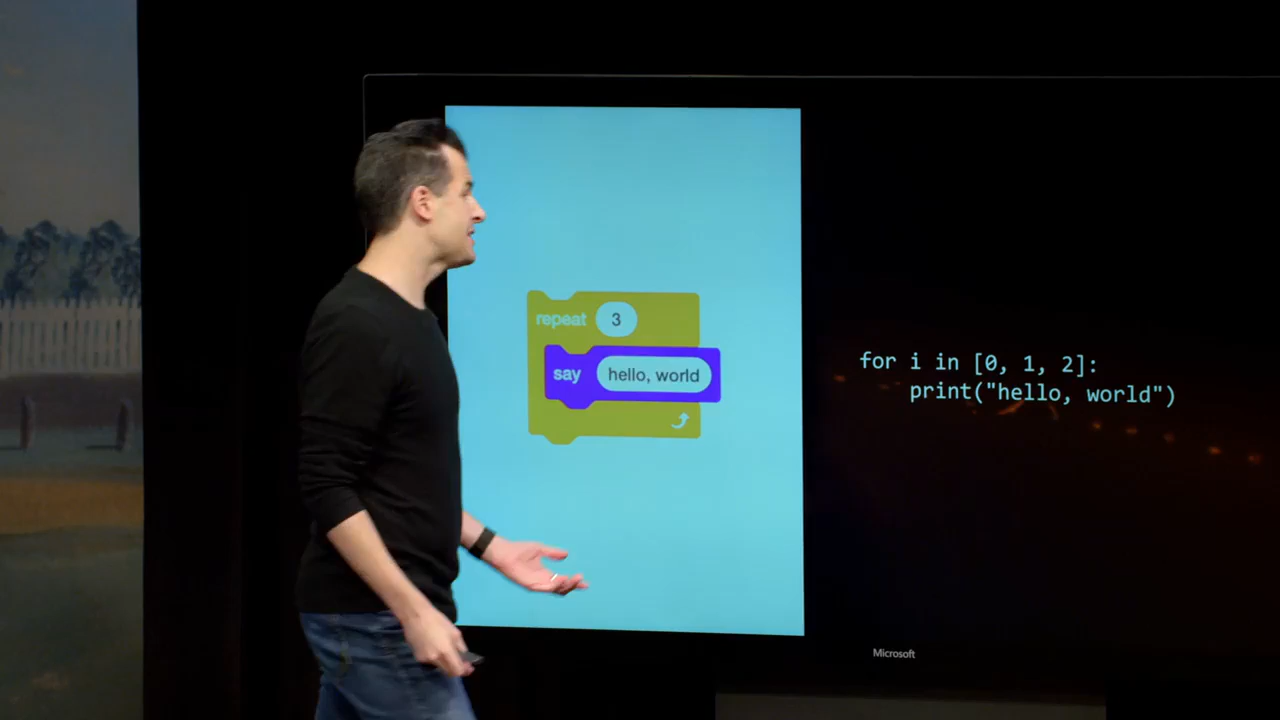 repeat 3
say hello, world
for i in [0, 1, 2]:
print("hello, world")
Microsoft